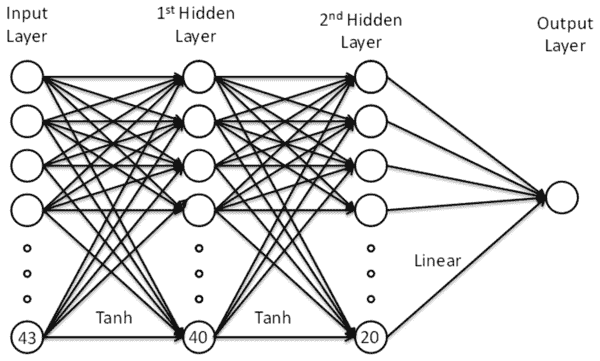 Input
Layer
1st Hidden
Layer
2nd Hidden
Layer
Output
Layer
Linear
Tanh
Tanh
43
40
20